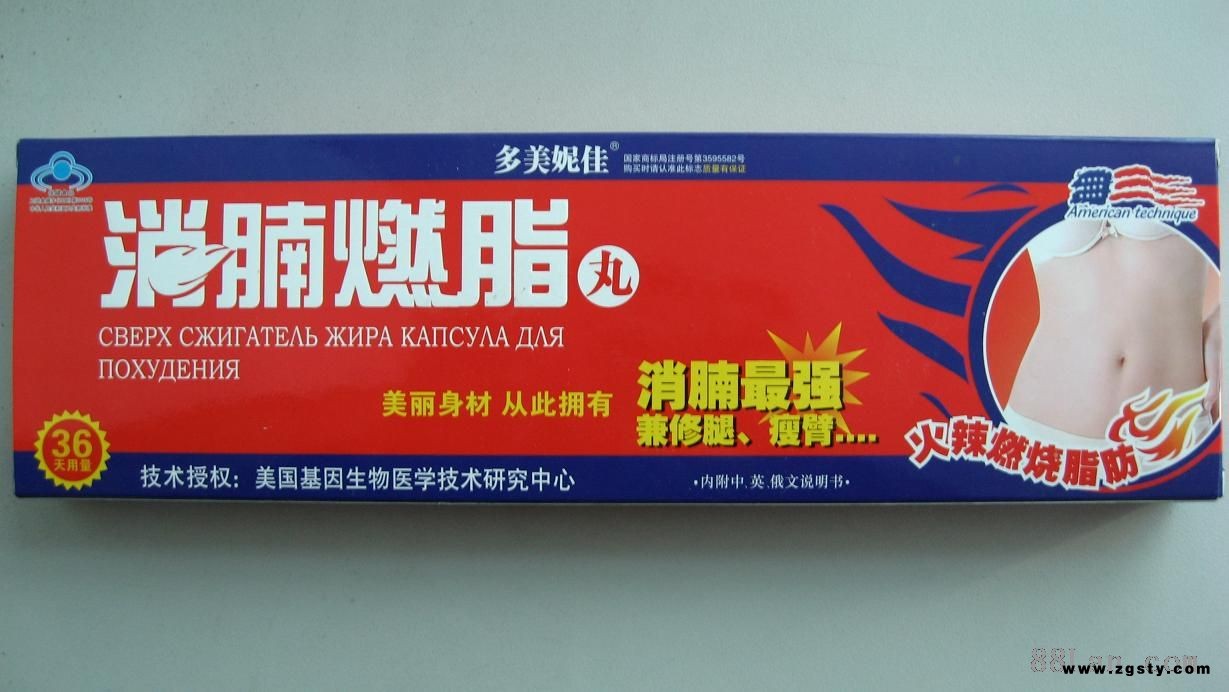 多美妮佳®
国家商标局注册号第3595582号
购买时请认准此标志质量有保证
American technique
消腩燃脂丸
СВЕРХ СЖИГАТЕЛЬ ЖИРА КАПСУЛА ДЛЯ
ПОХУДЕНИЯ
美丽身材 从此拥有
消腩最强
兼修腿、瘦臂....
火辣燃烧脂肪
36
天用量
技术授权：美国基因生物医学技术研究中心
·内附中、英、俄文说明书·
www.zgsty.com